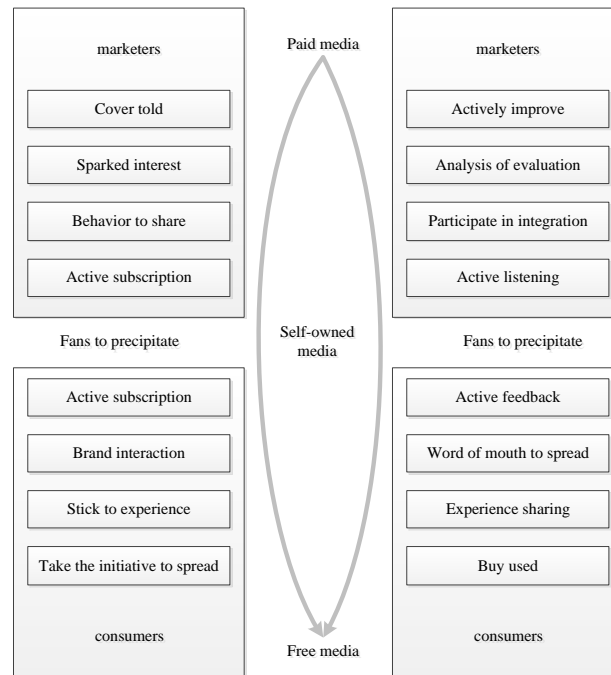 marketers
Cover told
Sparked interest
Behavior to share
Active subscription
Fans to precipitate
Active subscription
Brand interaction
Stick to experience
Take the initiative to spread
consumers
Paid media
Self-owned
media
Free media
marketers
Actively improve
Analysis of evaluation
Participate in integration
Active listening
Fans to precipitate
Active feedback
Word of mouth to spread
Experience sharing
Buy used
consumers